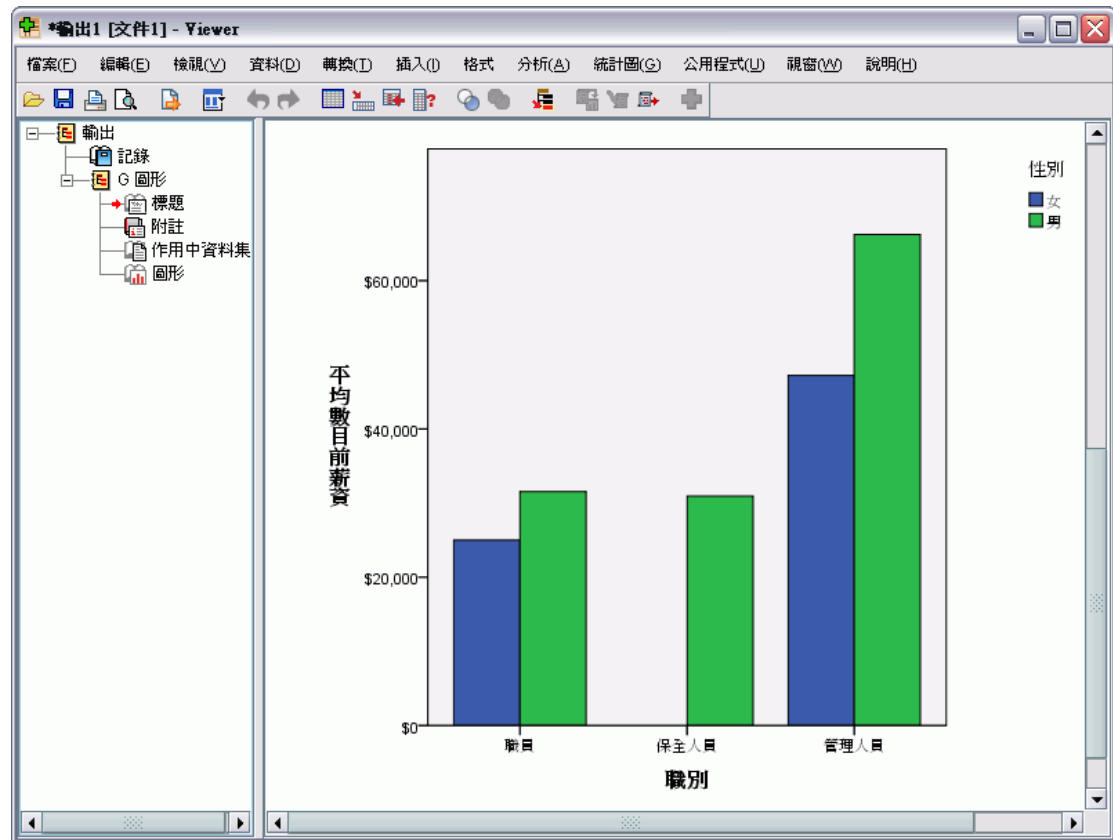 *輸出1 [文件1] - Viewer
檔案(F) 編輯(E) 檢視(V) 資料(D) 轉換(T) 插入(I) 格式 分析(A) 統計圖(G) 公用程式(U) 視窗(W) 說明(H)
輸出
記錄
G 圖形
標題
附註
作用中資料集
圖形
性別
女
男
平均數目前薪資
$60,000
$40,000
$20,000
$0
職員 保全人員 管理人員
職別